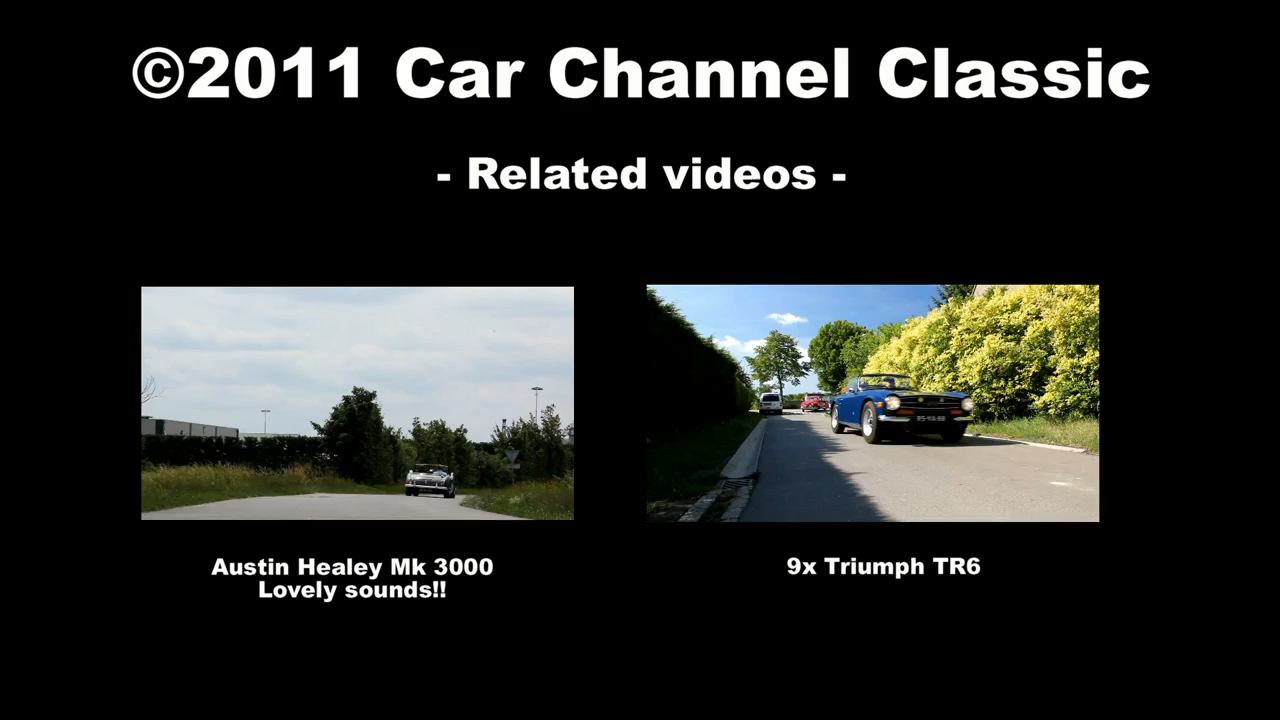 ©2011 Car Channel Classic
- Related videos -
Austin Healey Mk 3000
Lovely sounds!!
9x Triumph TR6